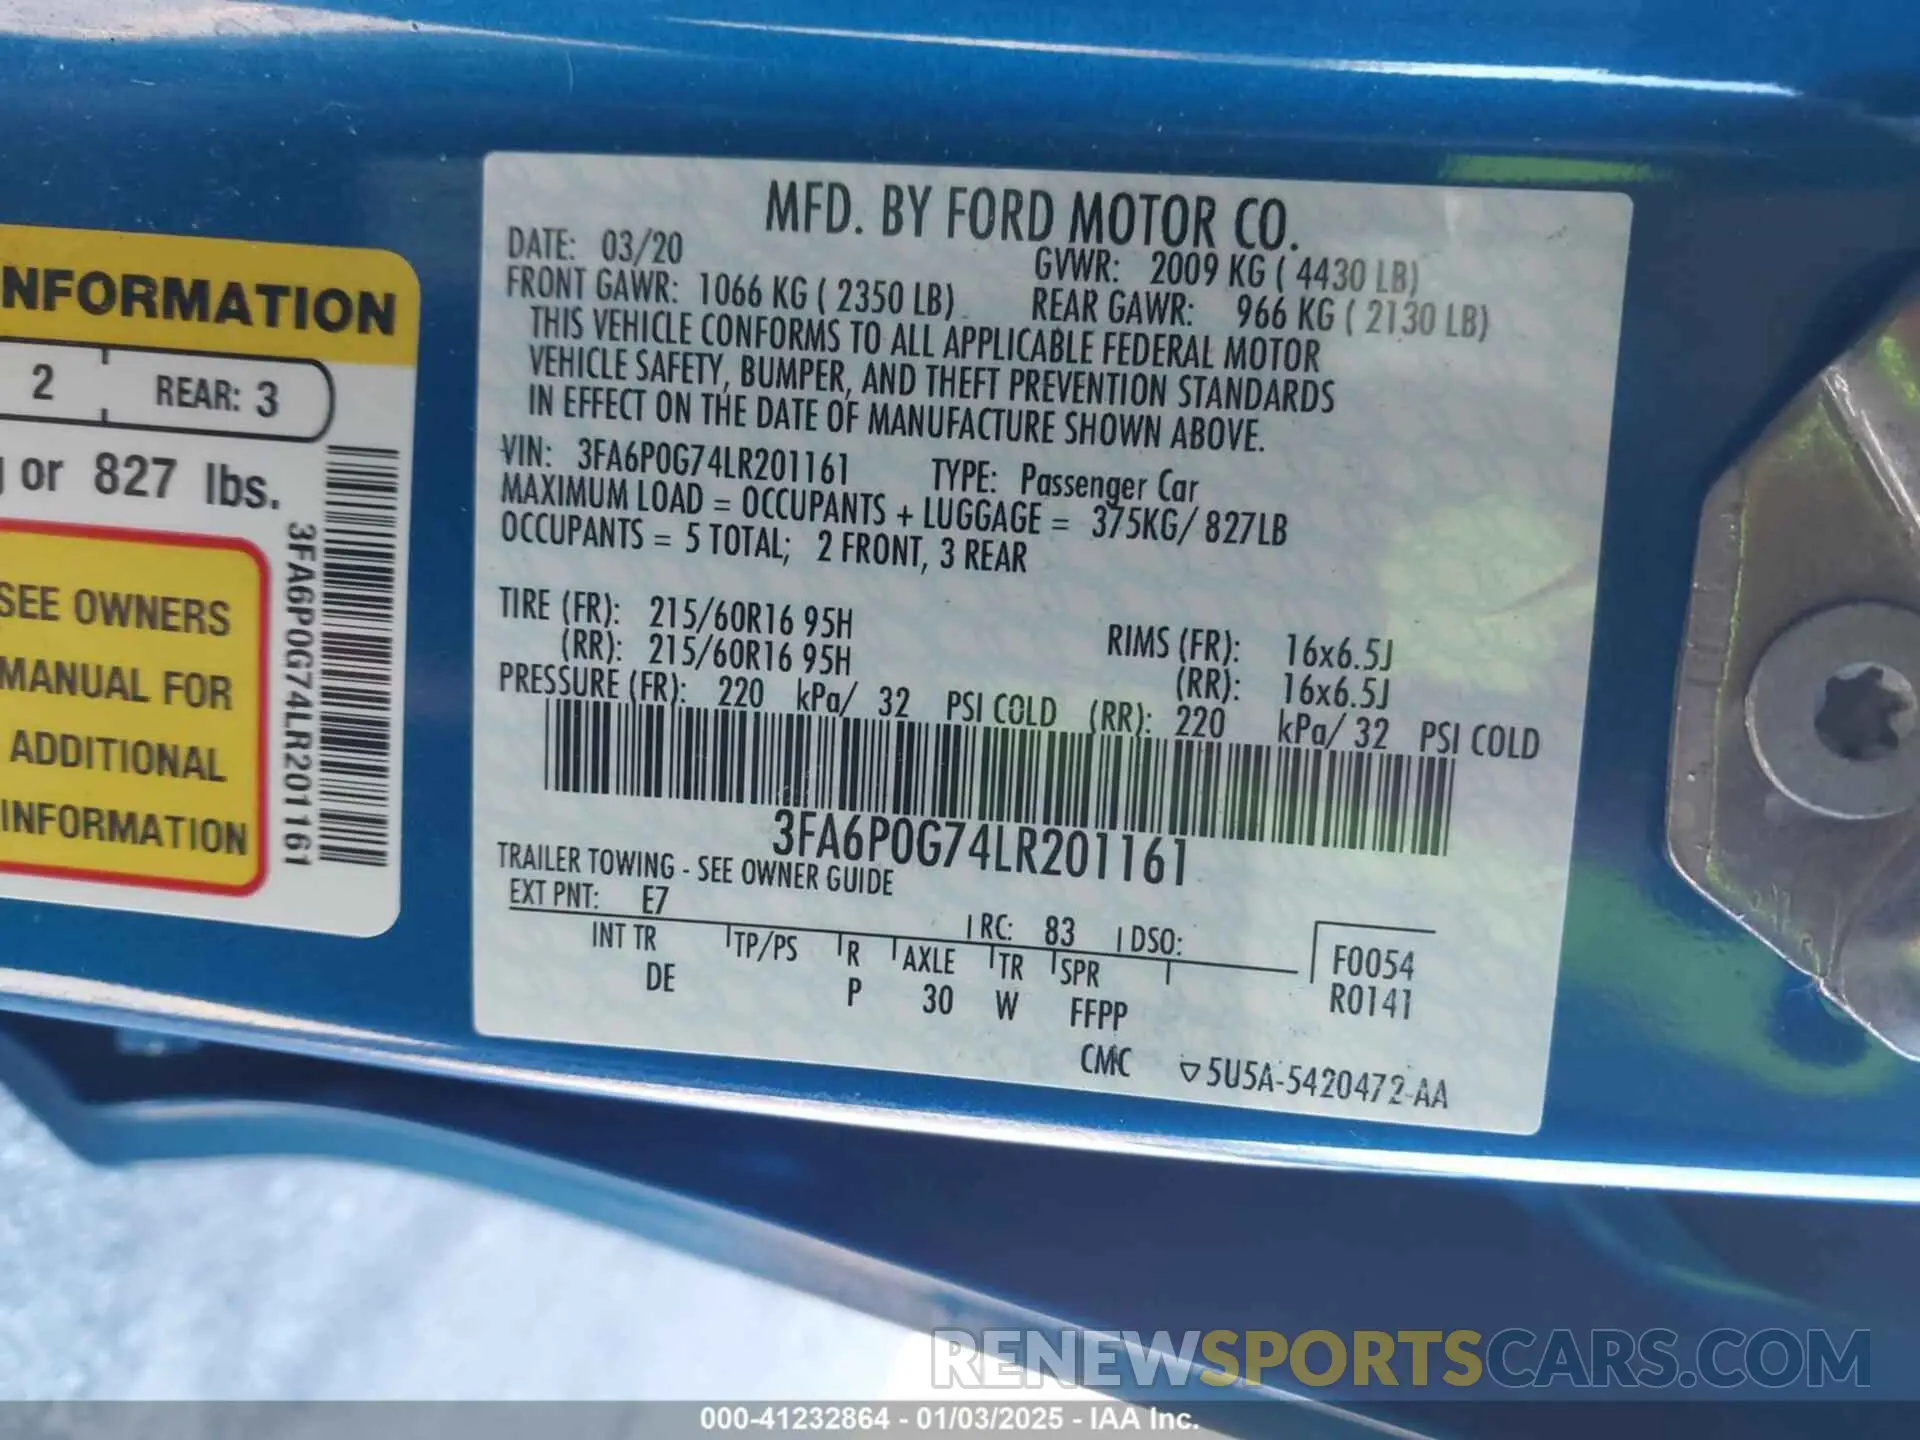 NFORMATION
2 REAR: 3
or 827 lbs.
SEE OWNERS
MANUAL FOR
ADDITIONAL
INFORMATION
3FA6P0G74LR201161
MFD. BY FORD MOTOR CO.
DATE: 03/20 GVWR: 2009 KG ( 4430 LB)
FRONT GAWR: 1066 KG ( 2350 LB) REAR GAWR: 966 KG ( 2130 LB)
THIS VEHICLE CONFORMS TO ALL APPLICABLE FEDERAL MOTOR
VEHICLE SAFETY, BUMPER, AND THEFT PREVENTION STANDARDS
IN EFFECT ON THE DATE OF MANUFACTURE SHOWN ABOVE.
VIN: 3FA6P0G74LR201161 TYPE: Passenger Car
MAXIMUM LOAD = OCCUPANTS + LUGGAGE = 375KG/ 827LB
OCCUPANTS = 5 TOTAL; 2 FRONT, 3 REAR
TIRE (FR): 215/60R16 95H RIMS (FR): 16x6.5J
(RR): 215/60R16 95H (RR): 16x6.5J
PRESSURE (FR): 220 kPa/ 32 PSI COLD (RR): 220 kPa/ 32 PSI COLD
3FA6P0G74LR201161
TRAILER TOWING - SEE OWNER GUIDE
EXT PNT: E7 RC: 83 DSO:
INT TR TP/PS R AXLE TR SPR F0054
DE P 30 W FFPP R0141
CMC ▽5U5A-5420472-AA
RENEWSPORTSCARS.COM
000-41232864 - 01/03/2025 - IAA Inc.